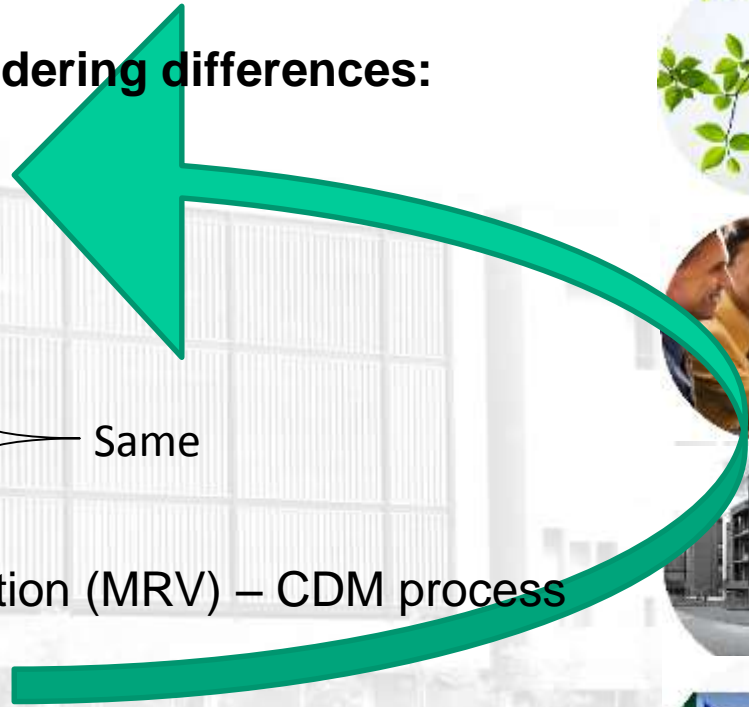 dering differences:
Same
tion (MRV) – CDM process